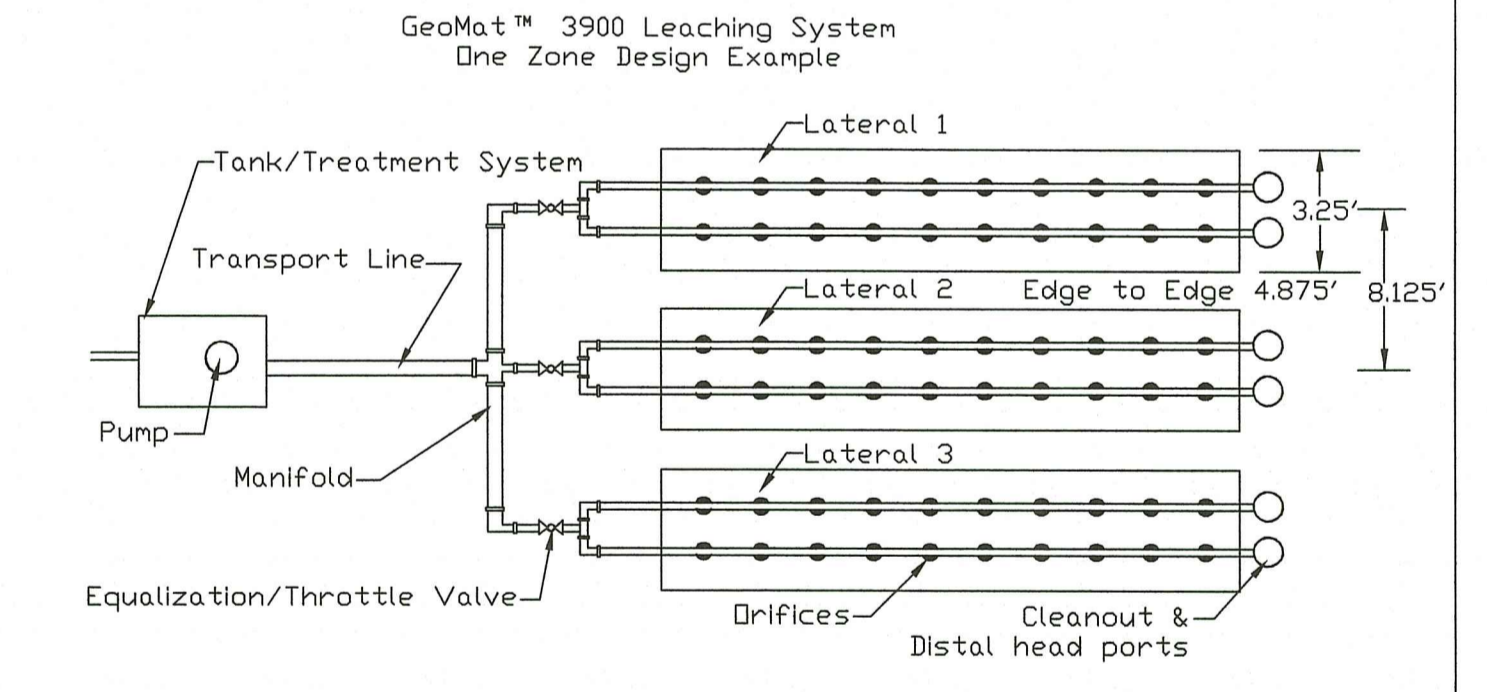 GeoMat™ 3900 Leaching System
One Zone Design Example
Lateral 1
Tank/Treatment System
3.25'
Transport Line
Lateral 2
Edge to Edge 4.875'
8.125'
Pump
Manifold
Lateral 3
Equalization/Throttle Valve
Orifices
Cleanout &
Distal head ports